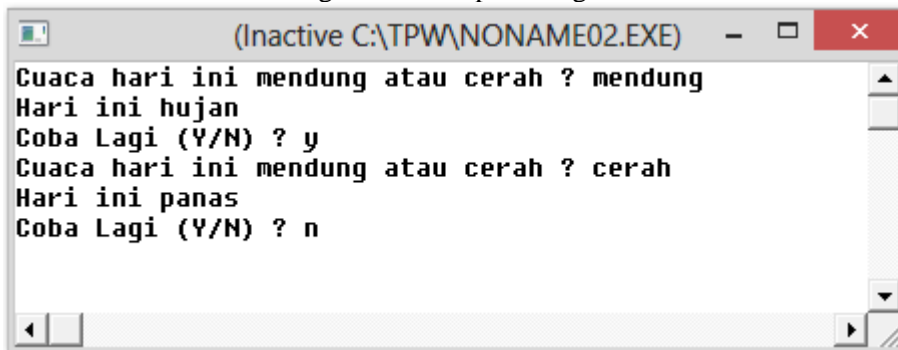 (Inactive C:\TPW\NONAME02.EXE)
Cuaca hari ini mendung atau cerah ? mendung
Hari ini hujan
Coba Lagi (Y/N) ? y
Cuaca hari ini mendung atau cerah ? cerah
Hari ini panas
Coba Lagi (Y/N) ? n